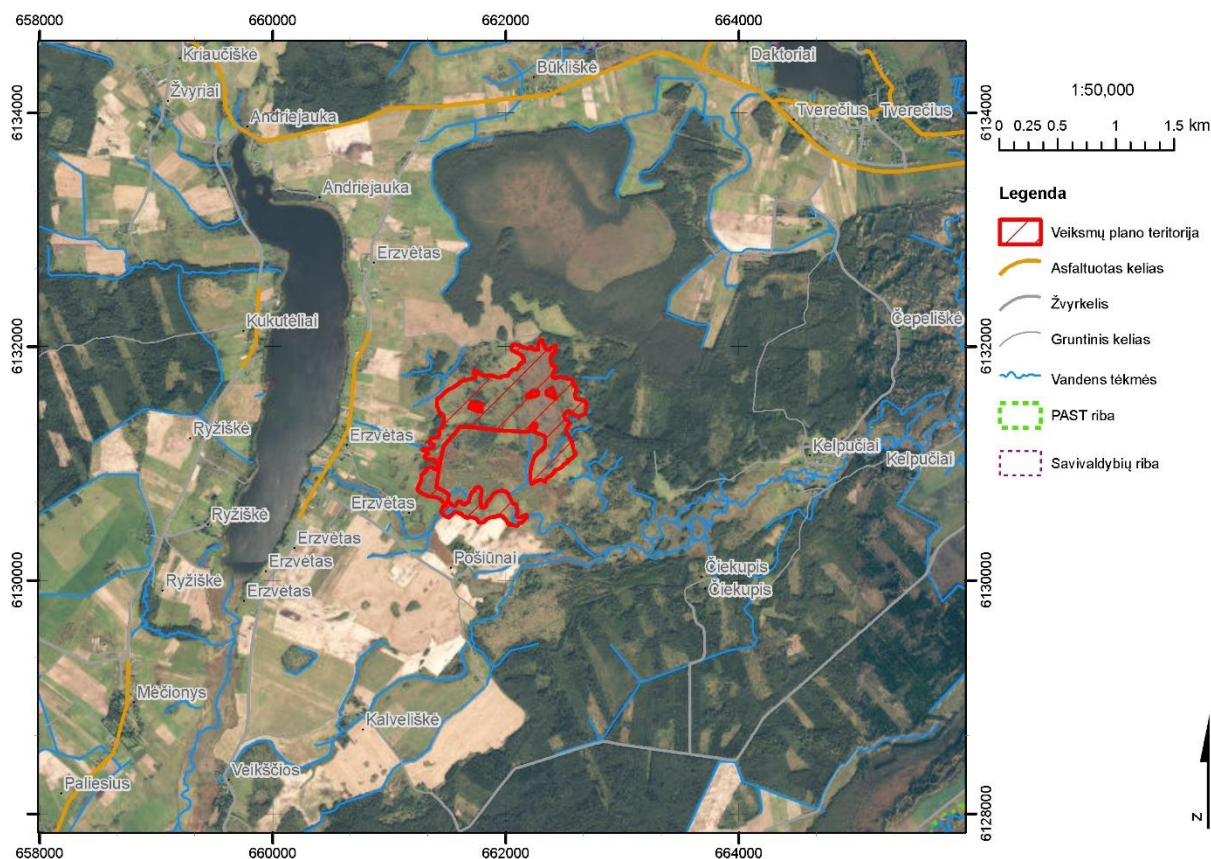 658000 660000 662000 664000
Kriaučiškė
Būkliškė
Daktoriai
Žvyriai
6134000
Andriejauka
Tverečius
Tverečius
6134000
Andriejauka
Erzvėtas
Kukutėliai
Čepeliškė
6132000
6132000
Ryžiškė
Erzvėtas
Kelpučiai
Kelpučiai
Erzvėtas
Ryžiškė
Erzvėtas
Erzvėtas
Pošiūnai
Čiekupis
Čiekupis
6130000
Ryžiškė
Erzvėtas
6130000
Mėčionys
Kalveliškė
Veikščios
Paliesius
6128000
6128000
658000 660000 662000 664000
1:50,000
0 0.25 0.5 1 1.5 km
Legenda
Veiksmų plano teritorija
Asfaltuotas kelias
Žvyrkelis
Gruntinis kelias
Vandens tėkmės
PAST riba
Savivaldybių riba
N